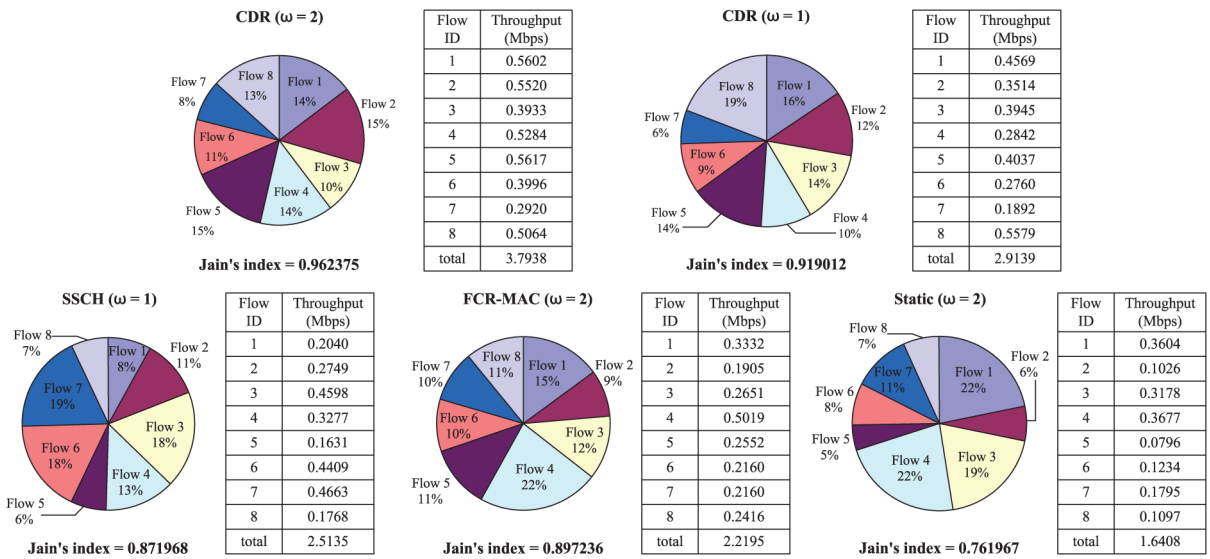 CDR (ω = 2)
Flow 1
14%
Flow 2
15%
Flow 3
10%
Flow 4
14%
Flow 5
15%
Flow 6
11%
Flow 7
8%
Flow 8
13%
Jain's index = 0.962375
Flow ID Throughput (Mbps)
1 0.5602
2 0.5520
3 0.3933
4 0.5284
5 0.5617
6 0.3996
7 0.2920
8 0.5064
total 3.7938
CDR (ω = 1)
Flow 1
16%
Flow 2
12%
Flow 3
14%
Flow 4
10%
Flow 5
14%
Flow 6
9%
Flow 7
6%
Flow 8
19%
Jain's index = 0.919012
Flow ID Throughput (Mbps)
1 0.4569
2 0.3514
3 0.3945
4 0.2842
5 0.4037
6 0.2760
7 0.1892
8 0.5579
total 2.9139
SSCH (ω = 1)
Flow 1
8%
Flow 2
11%
Flow 3
18%
Flow 4
13%
Flow 5
6%
Flow 6
18%
Flow 7
19%
Flow 8
7%
Jain's index = 0.871968
Flow ID Throughput (Mbps)
1 0.2040
2 0.2749
3 0.4598
4 0.3277
5 0.1631
6 0.4409
7 0.4663
8 0.1768
total 2.5135
FCR-MAC (ω = 2)
Flow 1
15%
Flow 2
9%
Flow 3
12%
Flow 4
22%
Flow 5
11%
Flow 6
10%
Flow 7
10%
Flow 8
11%
Jain's index = 0.897236
Flow ID Throughput (Mbps)
1 0.3332
2 0.1905
3 0.2651
4 0.5019
5 0.2552
6 0.2160
7 0.2160
8 0.2416
total 2.2195
Static (ω = 2)
Flow 1
22%
Flow 2
6%
Flow 3
19%
Flow 4
22%
Flow 5
5%
Flow 6
8%
Flow 7
11%
Flow 8
7%
Jain's index = 0.761967
Flow ID Throughput (Mbps)
1 0.3604
2 0.1026
3 0.3178
4 0.3677
5 0.0796
6 0.1234
7 0.1795
8 0.1097
total 1.6408